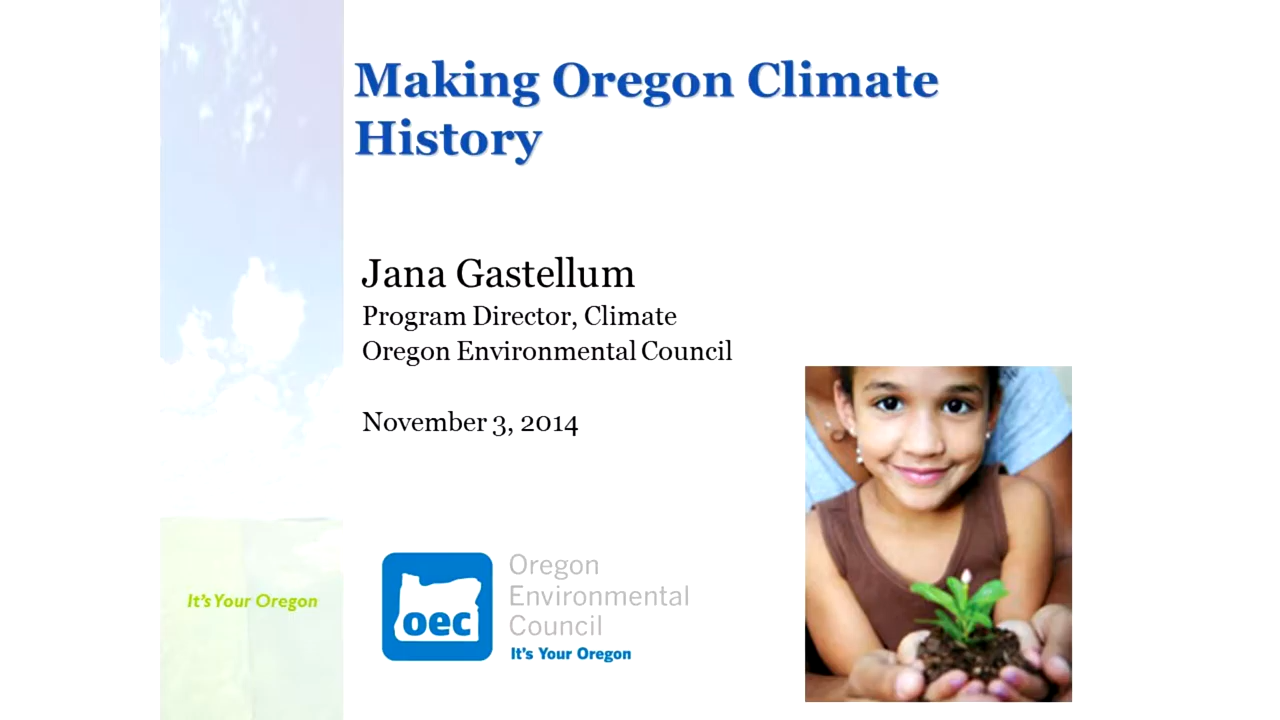 Making Oregon Climate
History
Jana Gastellum
Program Director, Climate
Oregon Environmental Council
November 3, 2014
It's Your Oregon
oec
Oregon
Environmental
Council
It's Your Oregon